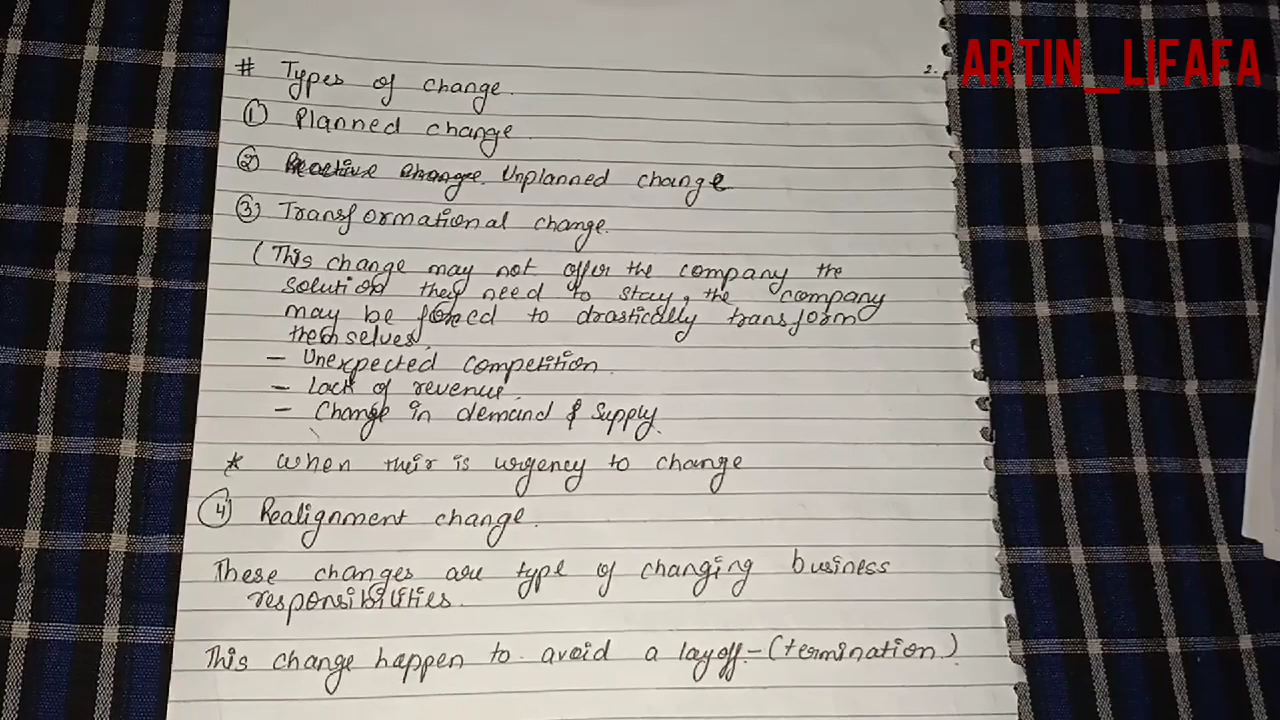 2.
ARTIN_LIFAFA
# Types of change.
① Planned change
② Reactive change. Unplanned change
③ Transformational change.
(This change may not offer the company the
solution they need to stay, the company
may be forced to drastically transform
themselves.
- Unexpected competition.
- Lack of revenue.
- Change in demand & supply.
* when their is urgency to change
④ Realignment change.
These changes are type of changing business
responsibilities.
This change happen to avoid a layoff-(termination)